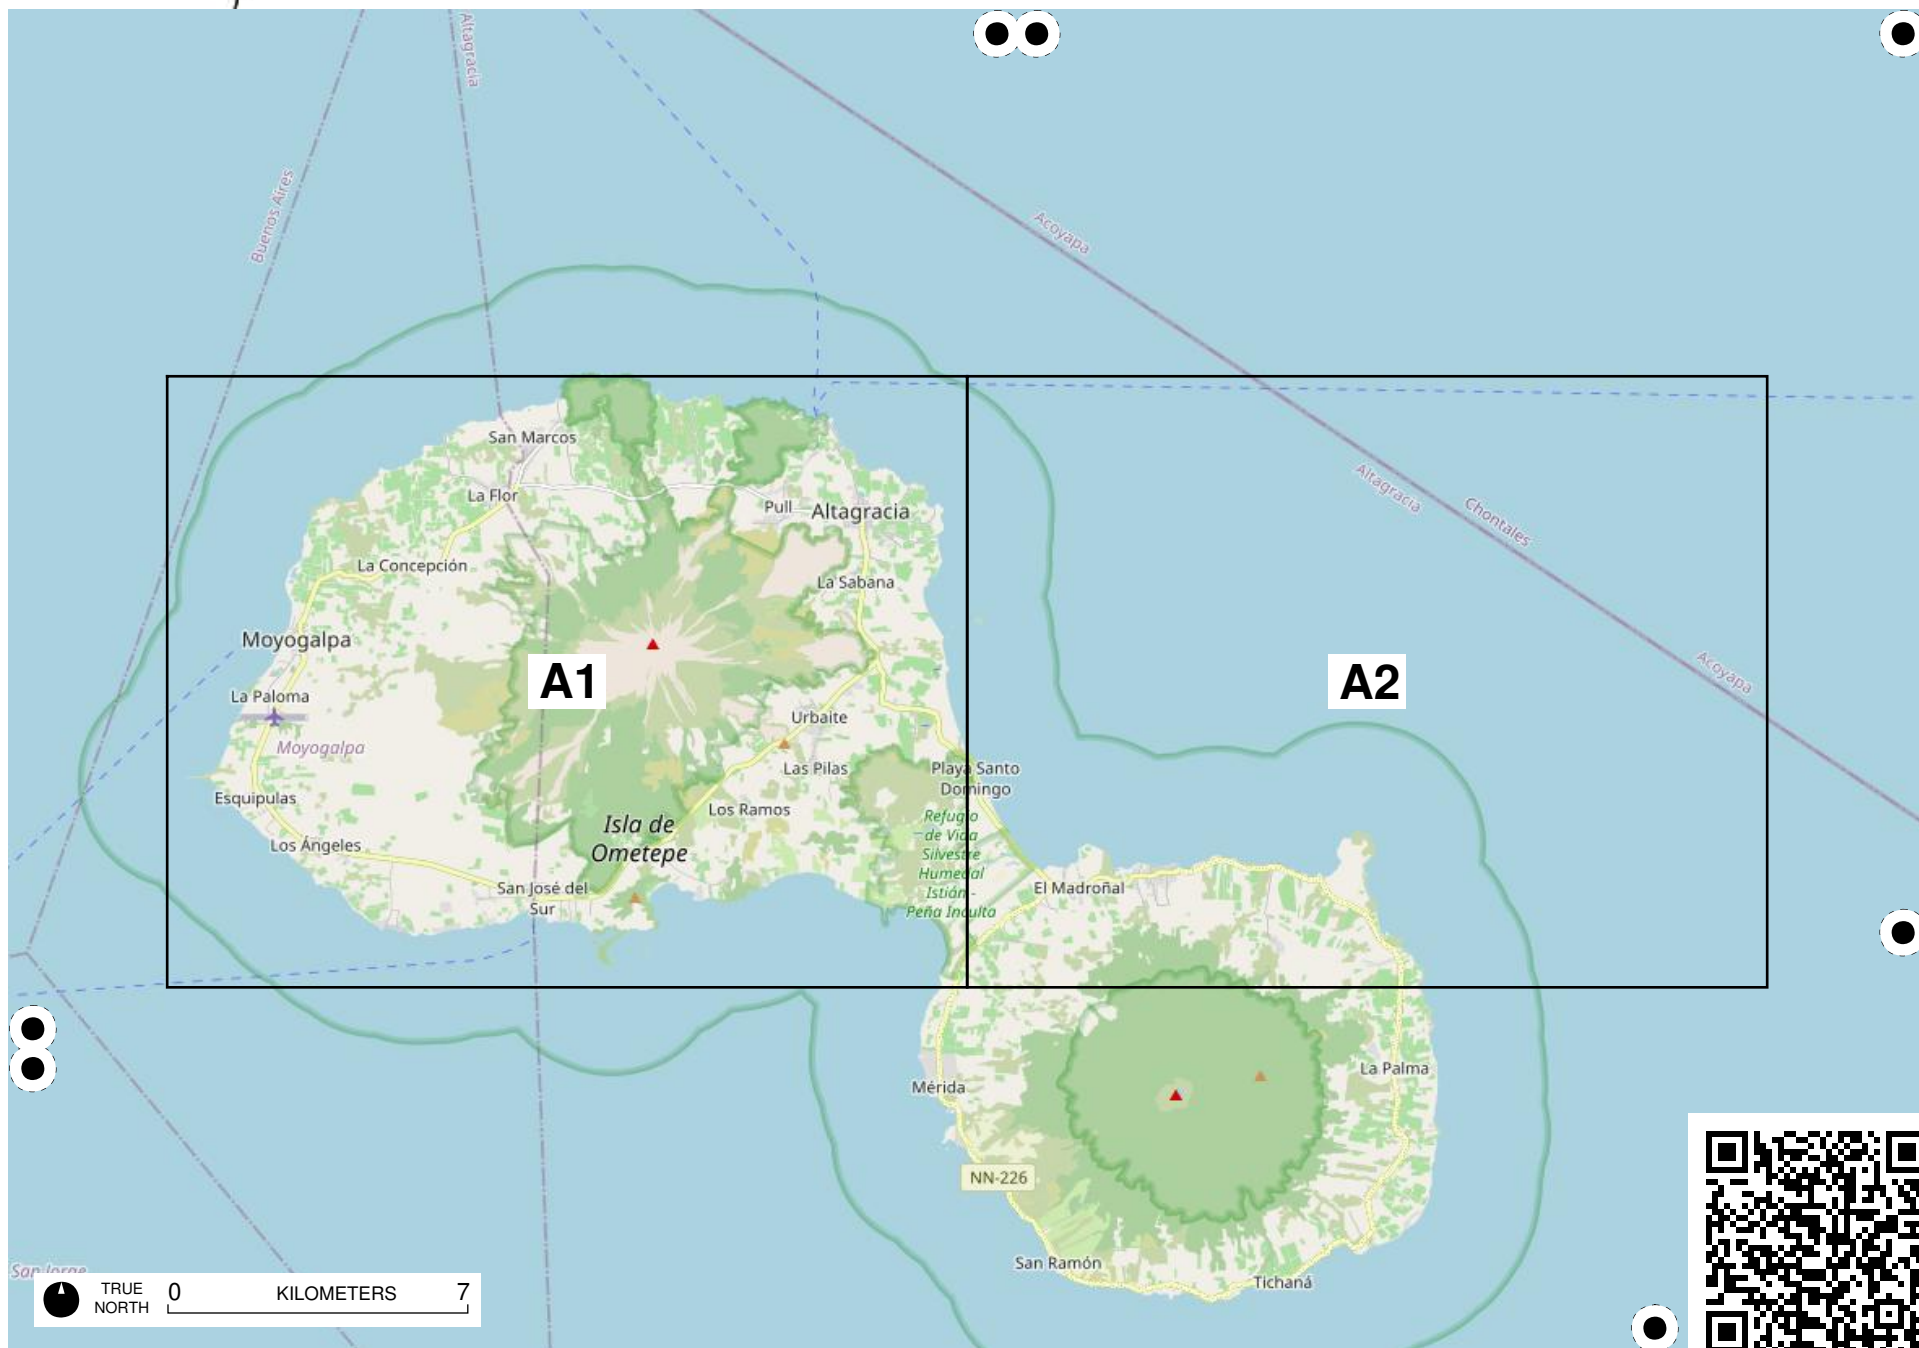 Altagracia
Buenos Aires
Acoyapa
San Marcos
La Flor
Pull
Altagracia
La Concepción
La Sabana
Altagracia
Chontales
Moyogalpa
A1
A2
Acoyapa
La Paloma
Urbaite
Moyogalpa
Las Pilas
Playa Santo
Domingo
Esquipulas
Los Ramos
Isla de
Ometepe
Refugio
de Vida
Silvestre
Humedal
Istián -
Peña Inculta
Los Ángeles
San José del
Sur
El Madroñal
La Palma
Mérida
NN-226
San Ramón
Tichaná
San Jorge
TRUE
NORTH
0 KILOMETERS 7